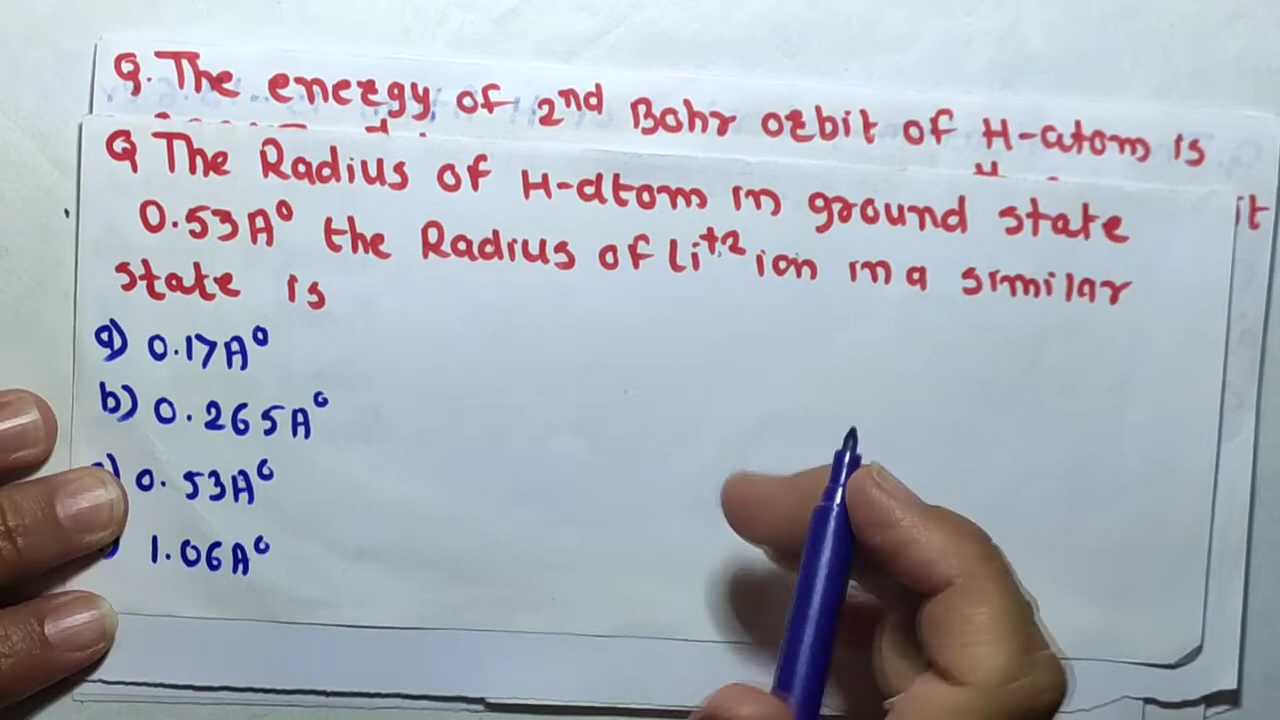 Q. The energy of 2nd Bohr orbit of H-atom is
it
Q The Radius of H-atom in ground state
0.53A° the Radius of Li+2 ion in a similar
state is
a) 0.17A°
b) 0.265A°
) 0.53A°
) 1.06A°